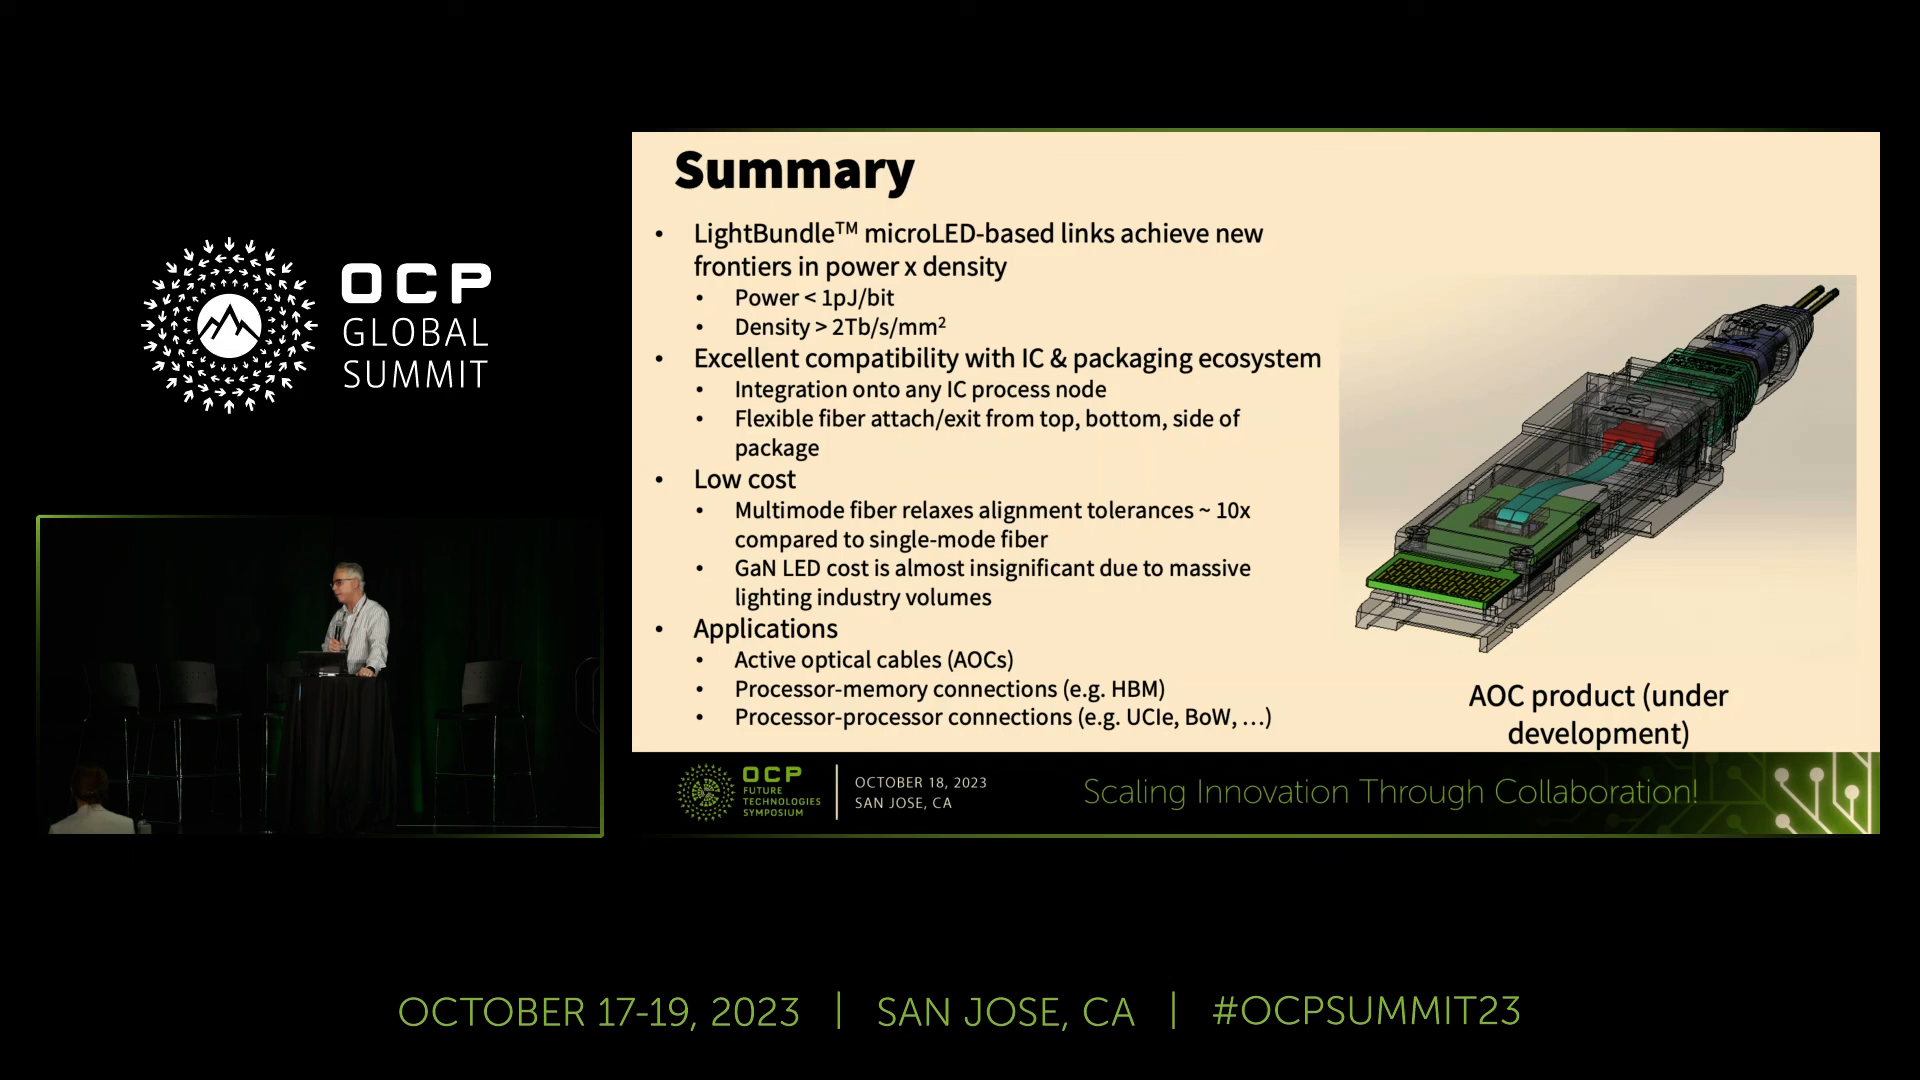 OCP
GLOBAL
SUMMIT
Summary
• LightBundle™ microLED-based links achieve new
frontiers in power x density
• Power < 1pJ/bit
• Density > 2Tb/s/mm²
• Excellent compatibility with IC & packaging ecosystem
• Integration onto any IC process node
• Flexible fiber attach/exit from top, bottom, side of
package
• Low cost
• Multimode fiber relaxes alignment tolerances ~ 10x
compared to single-mode fiber
• GaN LED cost is almost insignificant due to massive
lighting industry volumes
• Applications
• Active optical cables (AOCs)
• Processor-memory connections (e.g. HBM)
• Processor-processor connections (e.g. UCIe, BoW, …)
AOC product (under
development)
OCP
FUTURE
TECHNOLOGIES
SYMPOSIUM
OCTOBER 18, 2023
SAN JOSE, CA
Scaling Innovation Through Collaboration!
OCTOBER 17-19, 2023 | SAN JOSE, CA | #OCPSUMMIT23